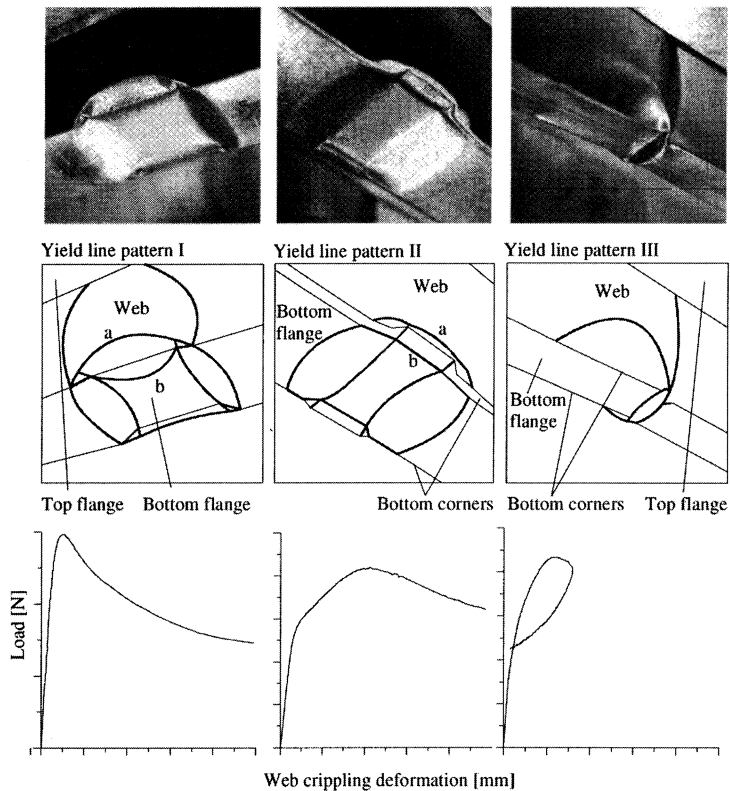 Yield line pattern I
Yield line pattern II
Yield line pattern III
Web
a
b
Bottom
flange
Web
a
b
Web
Bottom
flange
Top flange
Bottom flange
Bottom corners
Bottom corners
Top flange
Load [N]
Web crippling deformation [mm]